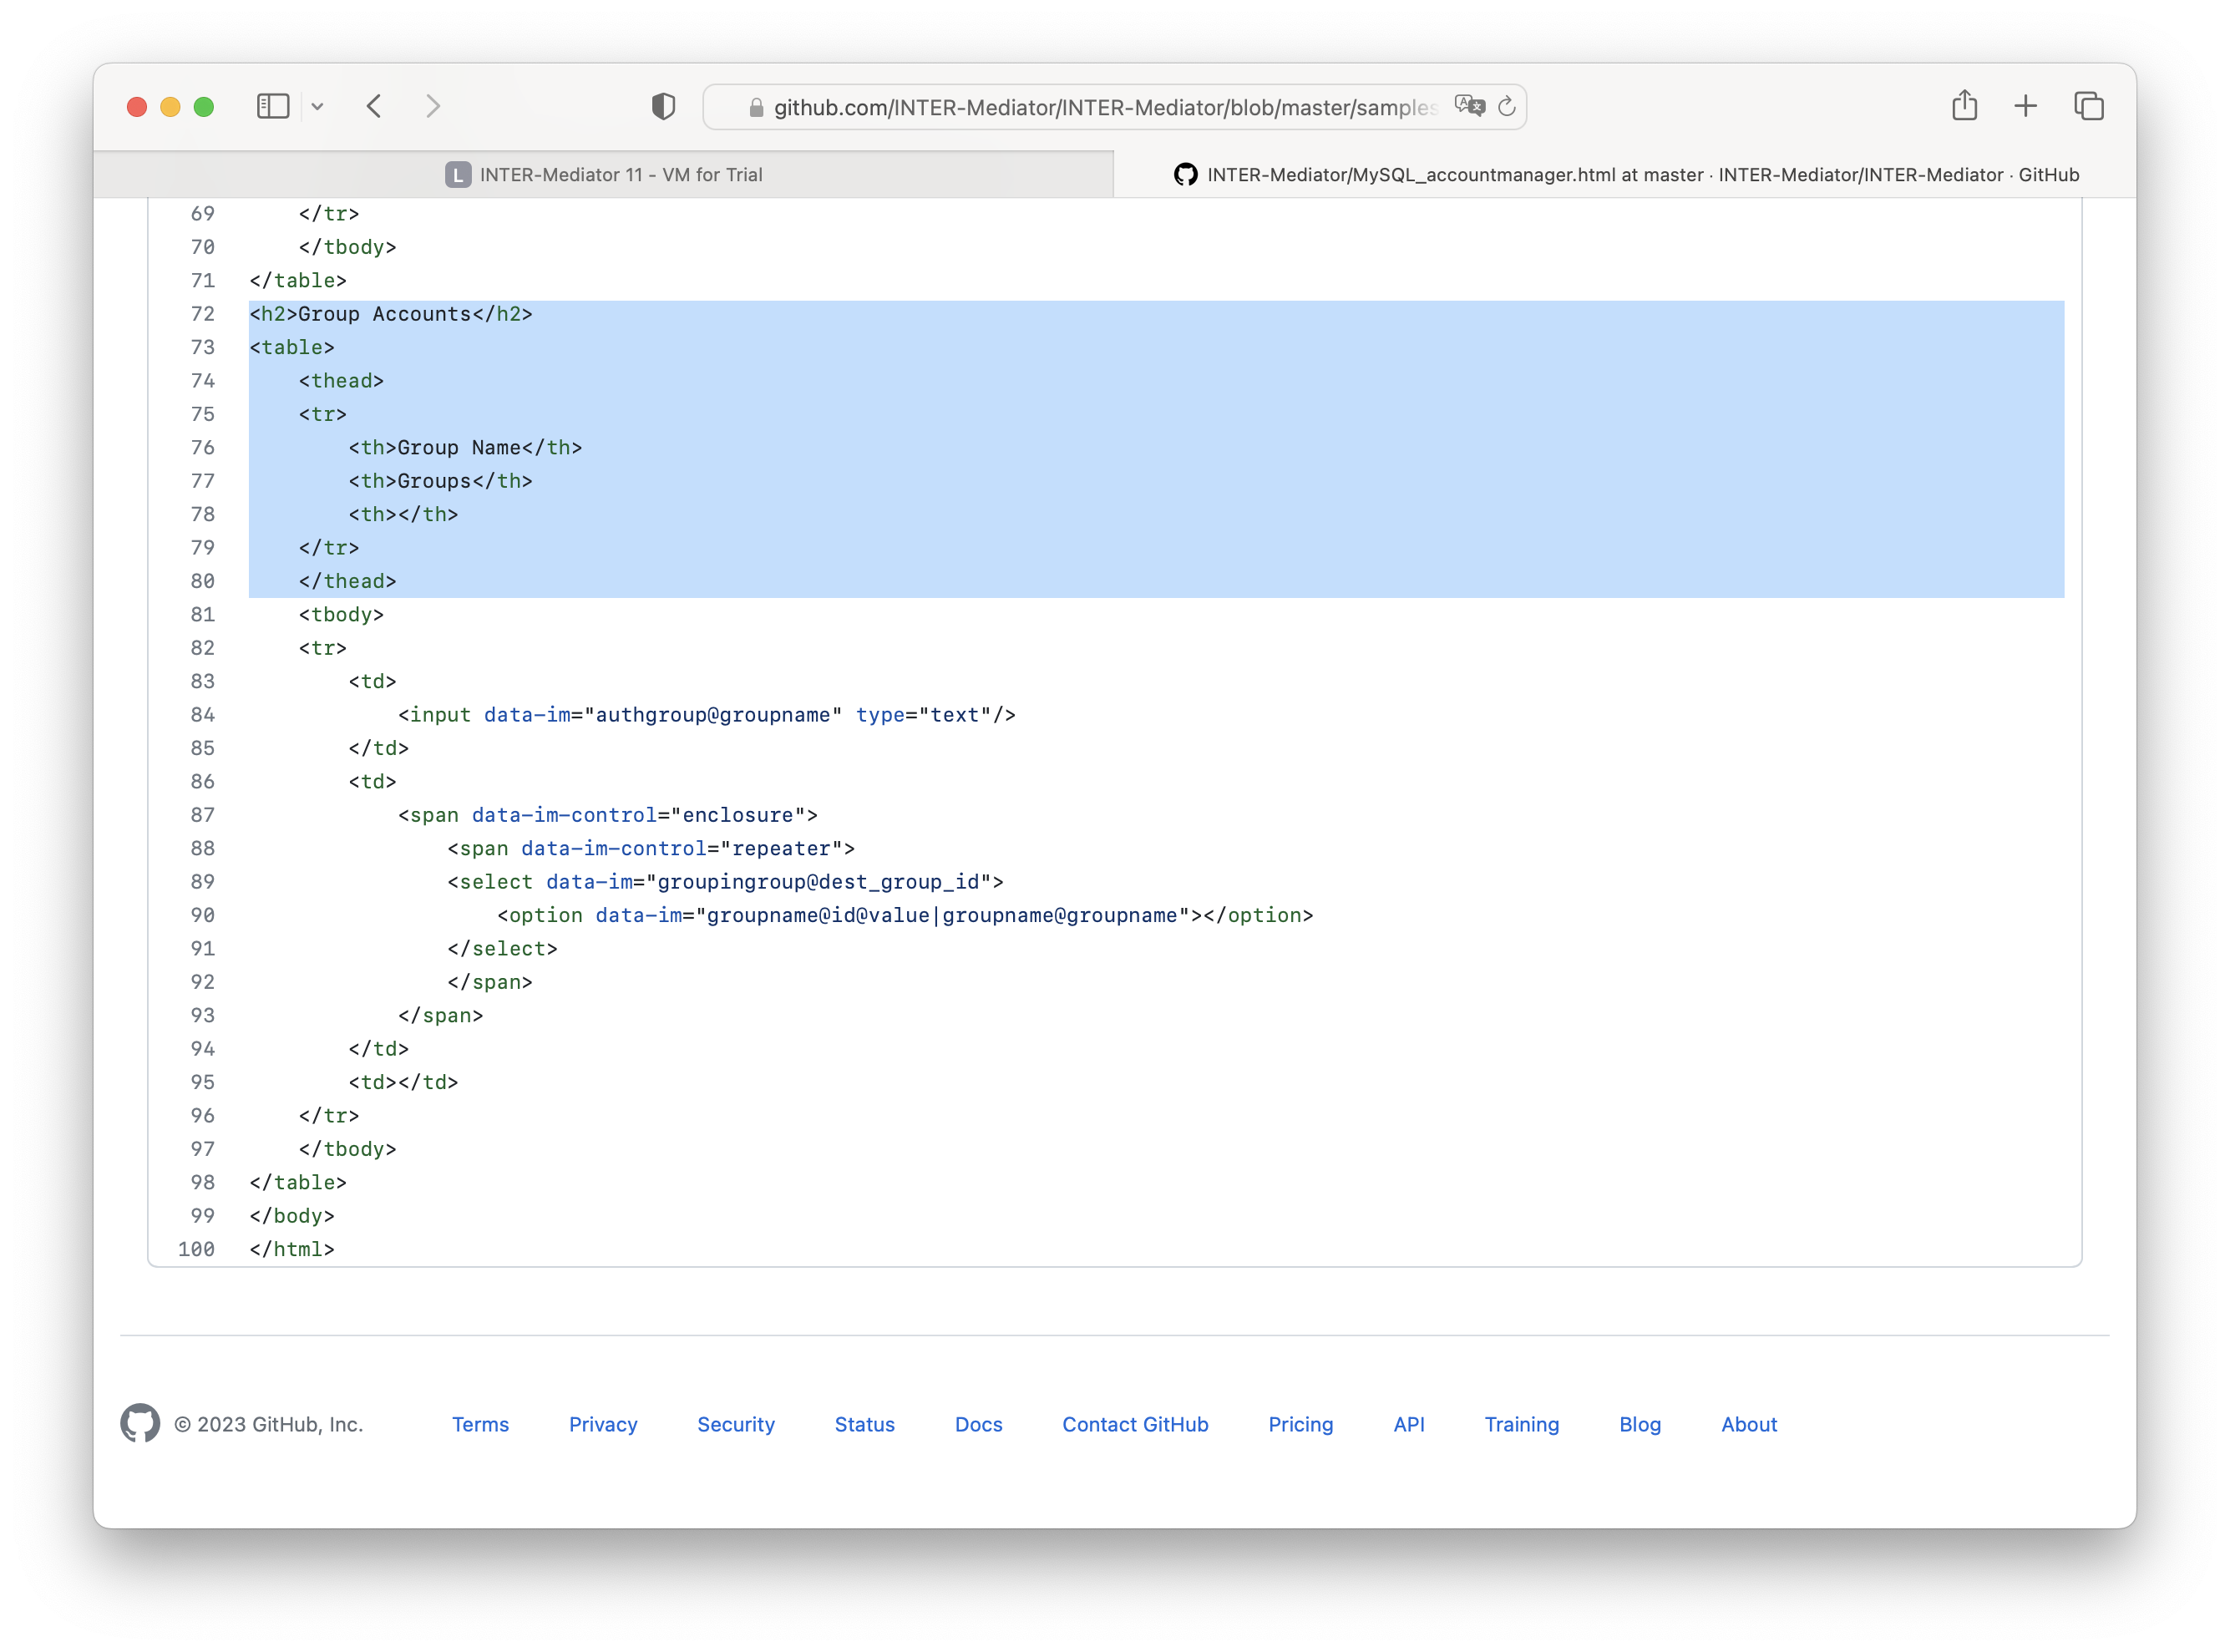 github.com/INTER-Mediator/INTER-Mediator/blob/master/samples
L INTER-Mediator 11 - VM for Trial
INTER-Mediator/MySQL_accountmanager.html at master · INTER-Mediator/INTER-Mediator · GitHub
69     </tr>
70     </tbody>
71 </table>
72 <h2>Group Accounts</h2>
73 <table>
74     <thead>
75     <tr>
76         <th>Group Name</th>
77         <th>Groups</th>
78         <th></th>
79     </tr>
80     </thead>
81     <tbody>
82     <tr>
83         <td>
84             <input data-im="authgroup@groupname" type="text"/>
85         </td>
86         <td>
87             <span data-im-control="enclosure">
88                 <span data-im-control="repeater">
89                 <select data-im="groupingroup@dest_group_id">
90                     <option data-im="groupname@id@value|groupname@groupname"></option>
91                 </select>
92                 </span>
93             </span>
94         </td>
95         <td></td>
96     </tr>
97     </tbody>
98 </table>
99 </body>
100 </html>
© 2023 GitHub, Inc. Terms Privacy Security Status Docs Contact GitHub Pricing API Training Blog About